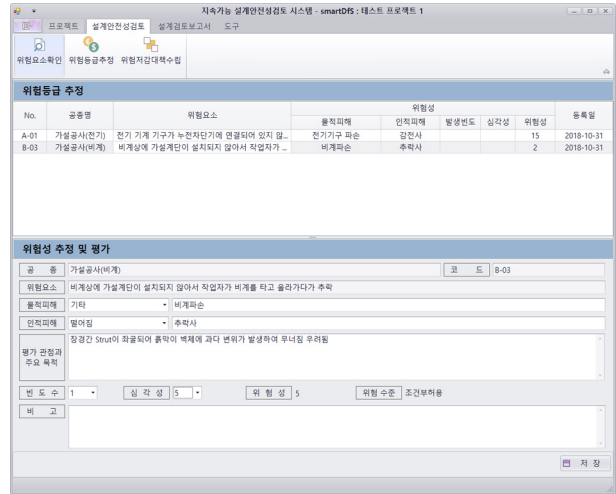 지속가능 설계안전성검토 시스템 - smartDfS : 테스트 프로젝트 1
프로젝트 설계안전성검토 설계검토보고서 도구
위험요소확인 위험등급추정 위험저감대책수립
위험등급 추정
No. 공종명 위험요소 위험성 등록일
물적피해 인적피해 발생빈도 심각성 위험성
A-01 가설공사(전기) 전기 기계 기구가 누전차단기에 연결되어 있지 않... 전기기구 파손 감전사 15 2018-10-31
B-03 가설공사(비계) 비계상에 가설계단이 설치되지 않아서 작업자가 ... 비계파손 추락사 2 2018-10-31
위험성 추정 및 평가
공 종 가설공사(비계) 코 드 B-03
위험요소 비계상에 가설계단이 설치되지 않아서 작업자가 비계를 타고 올라가다가 추락
물적피해 기타 비계파손
인적피해 떨어짐 추락사
평가 관점과 주요 목적 장경간 Strut이 좌굴되어 흙막이 벽체에 과다 변위가 발생하여 무너짐 우려됨
빈 도 수 1 심 각 성 5 위 험 성 5 위험 수준 조건부허용
비 고
저 장